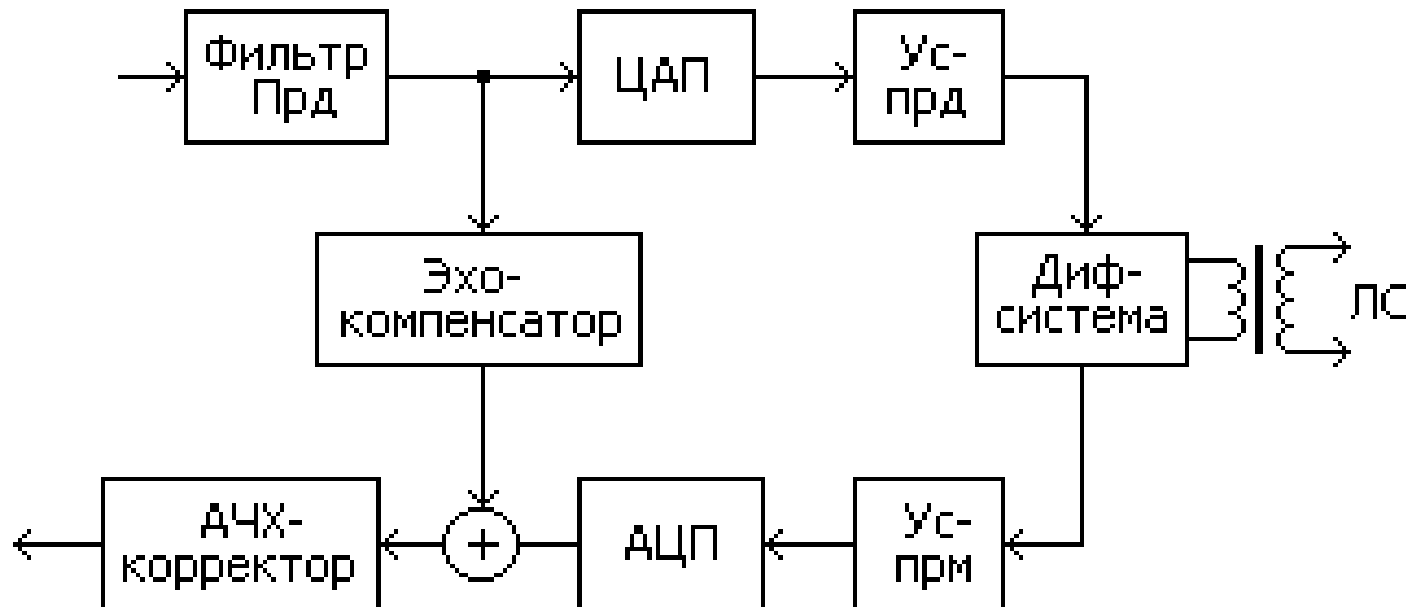 Фильтр
Прд
ЦАП
Ус-
прд
Эхо-
компенсатор
Диф-
система
ЛС
АЧХ-
корректор
+
АЦП
Ус-
прм